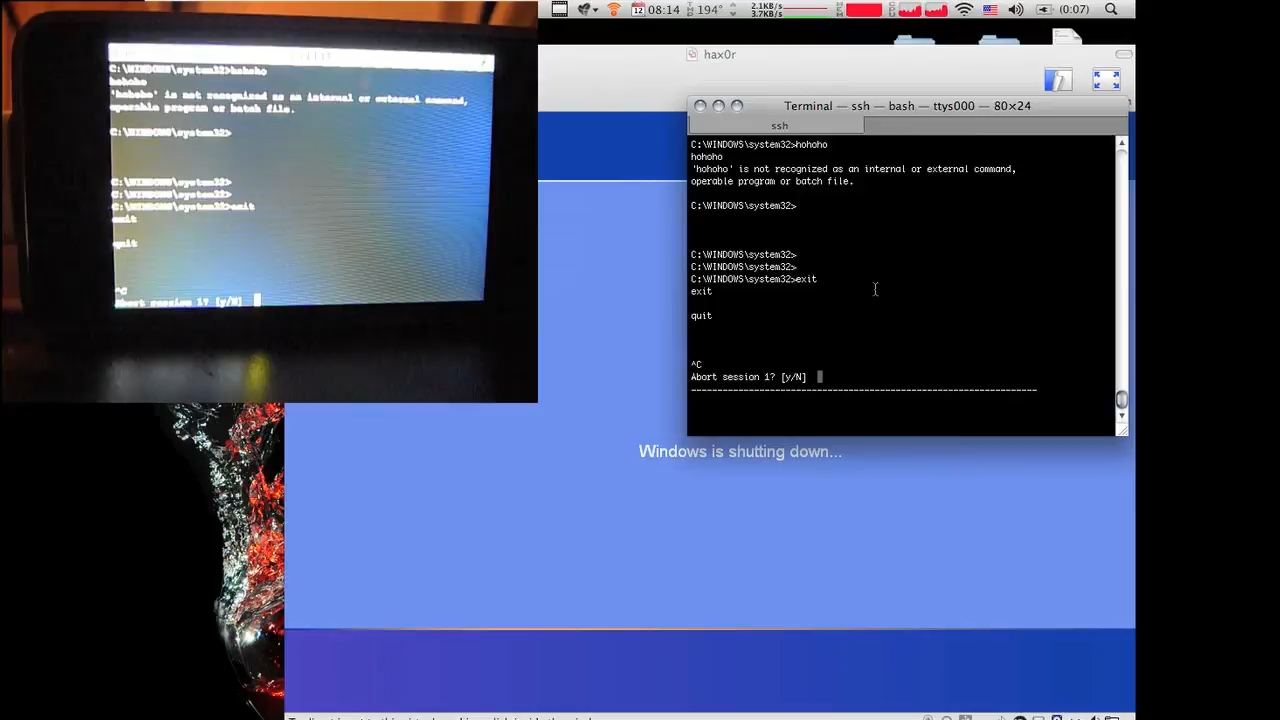 C:\WINDOWS\system32>hohoho
hohoho
'hohoho' is not recognized as an internal or external command,
operable program or batch file.
C:\WINDOWS\system32>
C:\WINDOWS\system32>
C:\WINDOWS\system32>
C:\WINDOWS\system32>exit
exit
quit
^C
Abort session 1? [y/N]
12 08:14 194° 2.1KB/s 3.7KB/s (0:07)
hax0r
Terminal — ssh — bash — ttys000 — 80×24
ssh
C:\WINDOWS\system32>hohoho
hohoho
'hohoho' is not recognized as an internal or external command,
operable program or batch file.
C:\WINDOWS\system32>
C:\WINDOWS\system32>
C:\WINDOWS\system32>
C:\WINDOWS\system32>exit
exit
quit
^C
Abort session 1? [y/N]
--------------------------------------------------------------------
Windows is shutting down...